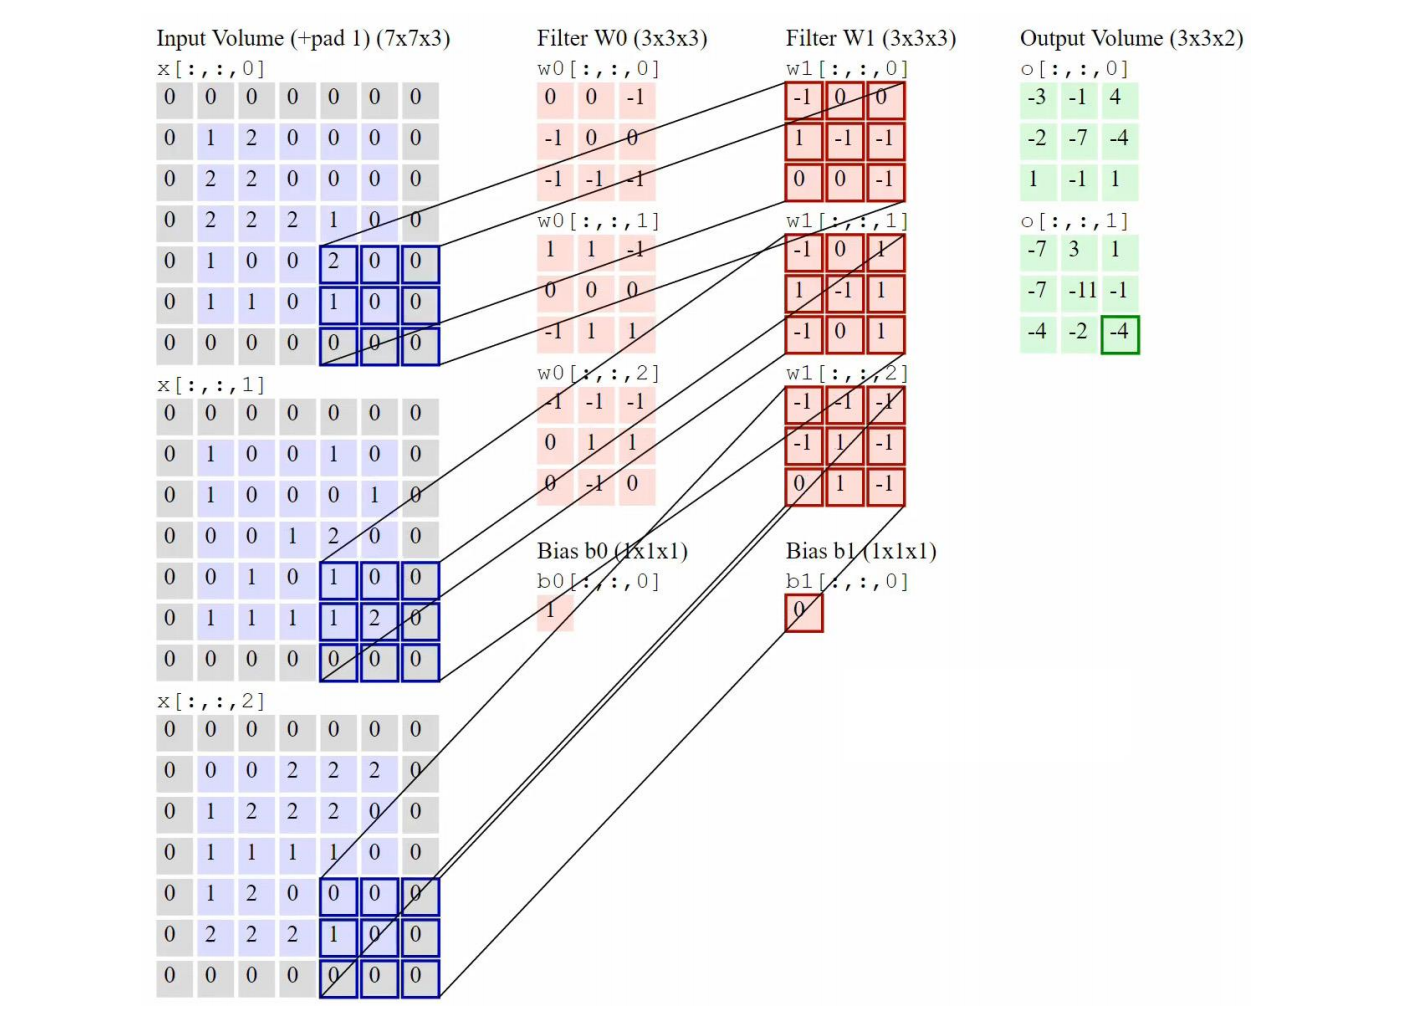 Input Volume (+pad 1) (7x7x3)
x[:,:,0]
0 0 0 0 0 0 0
0 1 2 0 0 0 0
0 2 2 0 0 0 0
0 2 2 2 1 0 0
0 1 0 0 2 0 0
0 1 1 0 1 0 0
0 0 0 0 0 0 0
x[:,:,1]
0 0 0 0 0 0 0
0 1 0 0 1 0 0
0 1 0 0 0 1 0
0 0 0 1 2 0 0
0 0 1 0 1 0 0
0 1 1 1 1 2 0
0 0 0 0 0 0 0
x[:,:,2]
0 0 0 0 0 0 0
0 0 0 2 2 2 0
0 1 2 2 2 0 0
0 1 1 1 1 0 0
0 1 2 0 0 0 0
0 2 2 2 1 0 0
0 0 0 0 0 0 0
Filter W0 (3x3x3)
w0[:,:,0]
0 0 -1
-1 0 0
-1 -1 -1
w0[:,:,1]
1 1 -1
0 0 0
-1 1 1
w0[:,:,2]
-1 -1 -1
0 1 1
0 -1 0
Bias b0 (1x1x1)
b0[:,:,0]
1
Filter W1 (3x3x3)
w1[:,:,0]
-1 0 0
1 -1 -1
0 0 -1
w1[:,:,1]
-1 0 1
1 -1 1
-1 0 1
w1[:,:,2]
-1 -1 -1
-1 1 -1
0 1 -1
Bias b1 (1x1x1)
b1[:,:,0]
0
Output Volume (3x3x2)
o[:,:,0]
-3 -1 4
-2 -7 -4
1 -1 1
o[:,:,1]
-7 3 1
-7 -11 -1
-4 -2 -4